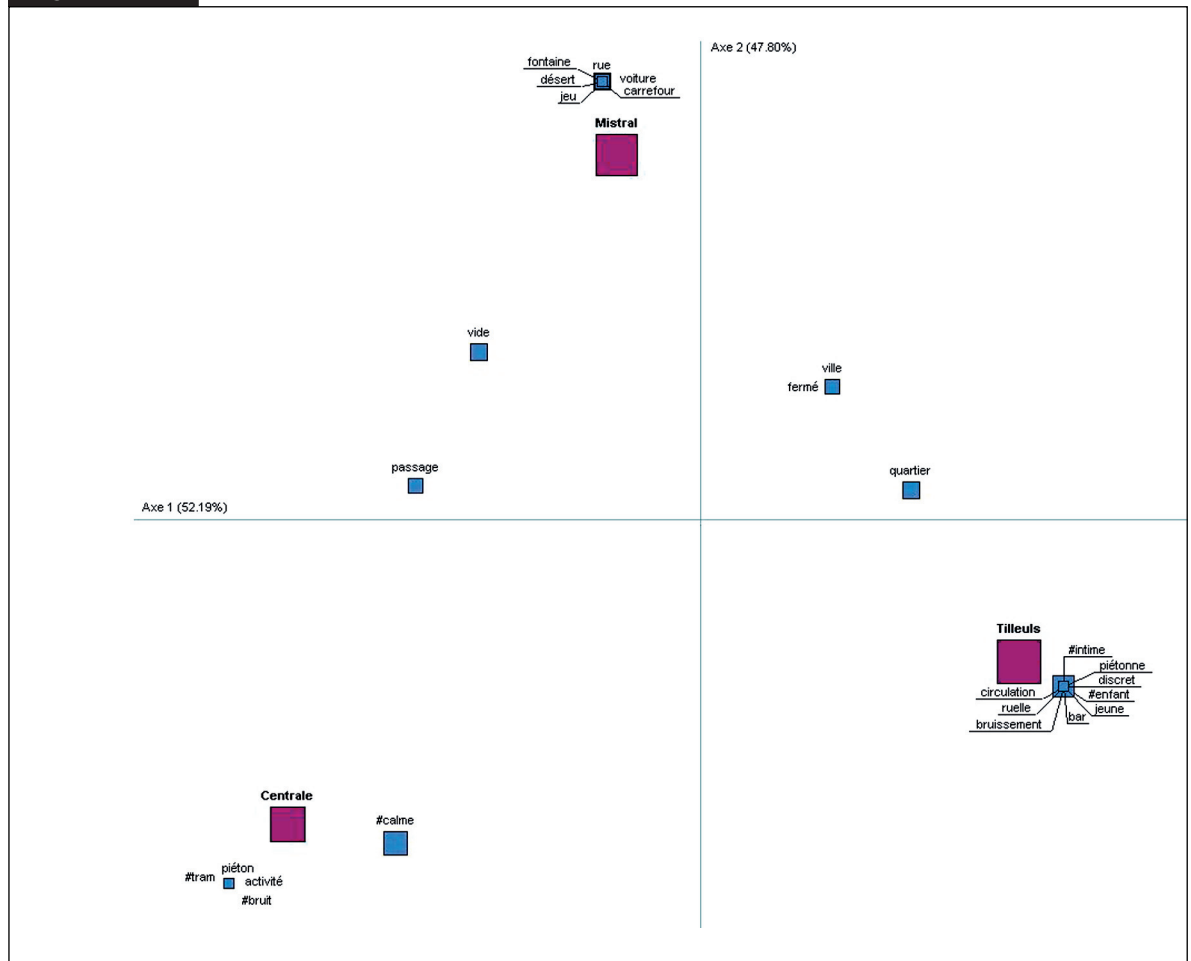 Axe 2 (47.80%)
fontaine
rue
désert
voiture
carrefour
jeu
Mistral
vide
ville
fermé
passage
quartier
Axe 1 (52.19%)
Tilleuls
#intime
piétonne
discret
circulation
#enfant
ruelle
jeune
bar
bruissement
Centrale
#calme
piéton
#tram
activité
#bruit